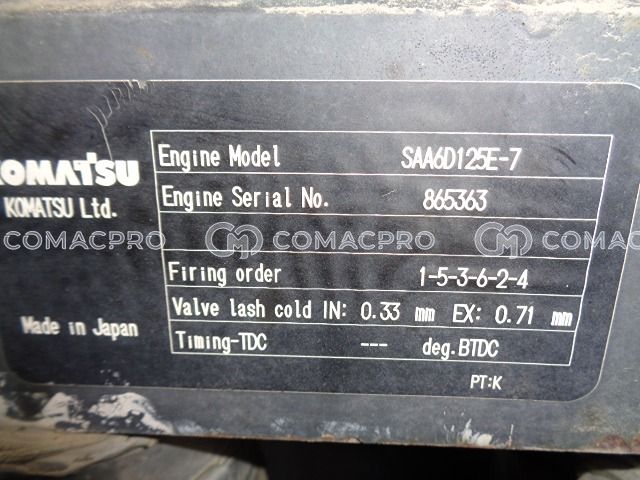 KOMATSU
KOMATSU Ltd.
Made in Japan
Engine Model SAA6D125E-7
Engine Serial No. 865363
COMACPRO COMACPRO COMACPRO
Firing order 1-5-3-6-2-4
Valve lash cold IN: 0.33 mm EX: 0.71 mm
Timing-TDC --- deg.BTDC
PT:K